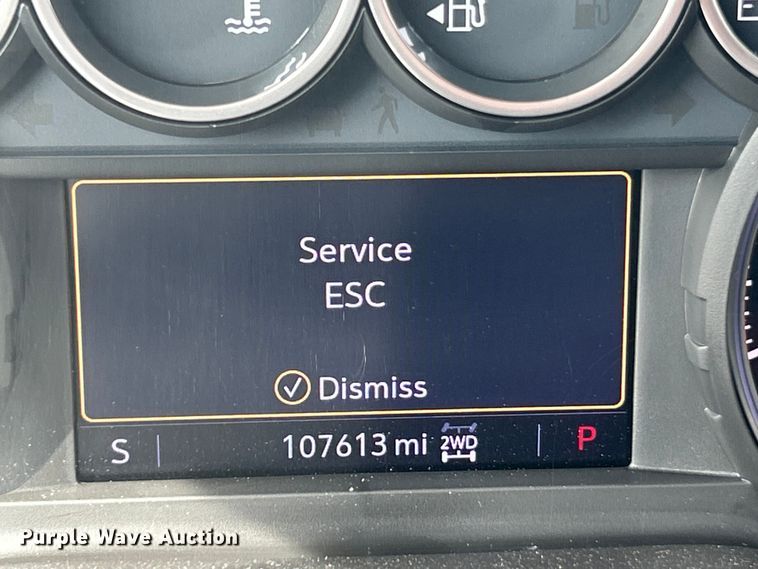 Service
ESC
Dismiss
S 107613 mi 2WD P
Purple Wave Auction